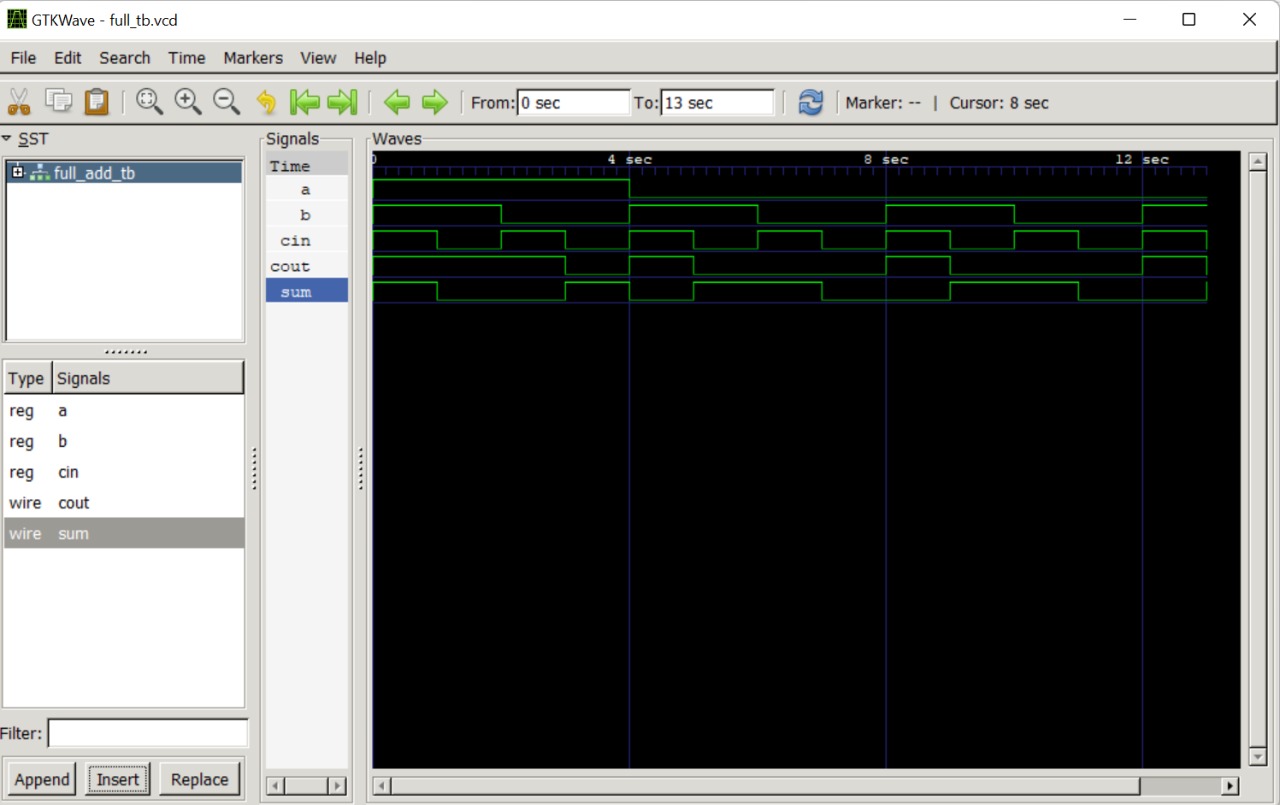 GTKWave - full_tb.vcd
File Edit Search Time Markers View Help
From: 0 sec To: 13 sec Marker: -- | Cursor: 8 sec
SST
full_add_tb
Type Signals
reg a
reg b
reg cin
wire cout
wire sum
Filter:
Append Insert Replace
Signals
Time
a
b
cin
cout
sum
Waves
0 4 sec 8 sec 12 sec